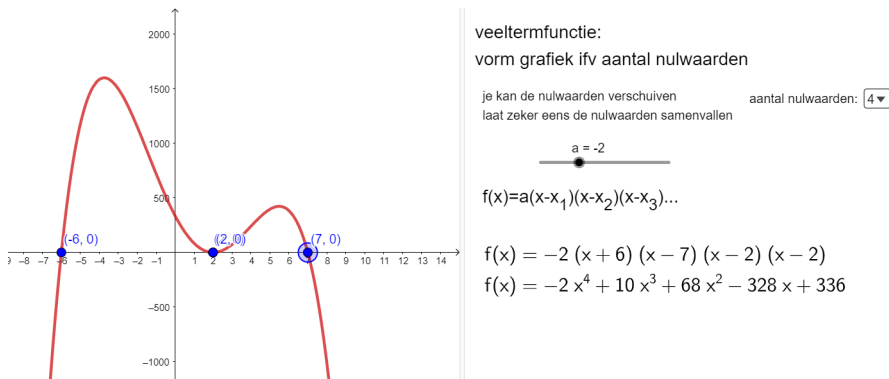 2000
1500
1000
500
−500
−1000
9 −8 −7 −6 −5 −4 −3 −2 −1 1 2 3 4 5 6 7 8 9 10 11 12 13 14
(-6, 0)
(2, 0)
(7, 0)
veeltermfunctie:
vorm grafiek ifv aantal nulwaarden
je kan de nulwaarden verschuiven
laat zeker eens de nulwaarden samenvallen
aantal nulwaarden: 4
a = -2
f(x)=a(x-x₁)(x-x₂)(x-x₃)...
f(x) = −2 (x + 6) (x − 7) (x − 2) (x − 2)
f(x) = −2 x⁴ + 10 x³ + 68 x² − 328 x + 336